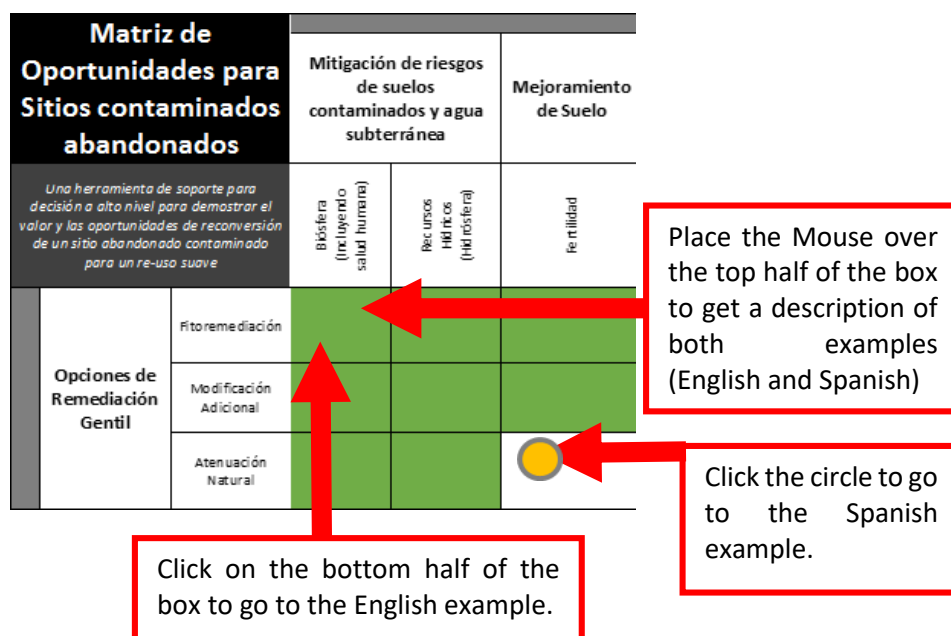 Matriz de
Oportunidades para
Sitios contaminados
abandonados
Mitigación de riesgos
de suelos
contaminados y agua
subterránea
Mejoramiento
de Suelo
Una herramienta de soporte para
decisión a alto nivel para demostrar el
valor y las oportunidades de reconversión
de un sitio abandonado contaminado
para un re-uso suave
Biósfera
(incluyendo
salud humana)
Recursos
Hídricos
(Hidrósfera)
Fertilidad
Opciones de
Remediación
Gentil
Fitoremediación
Modificación
Adicional
Atenuación
Natural
Place the Mouse over
the top half of the box
to get a description of
both examples
(English and Spanish)
Click the circle to go
to the Spanish
example.
Click on the bottom half of the
box to go to the English example.